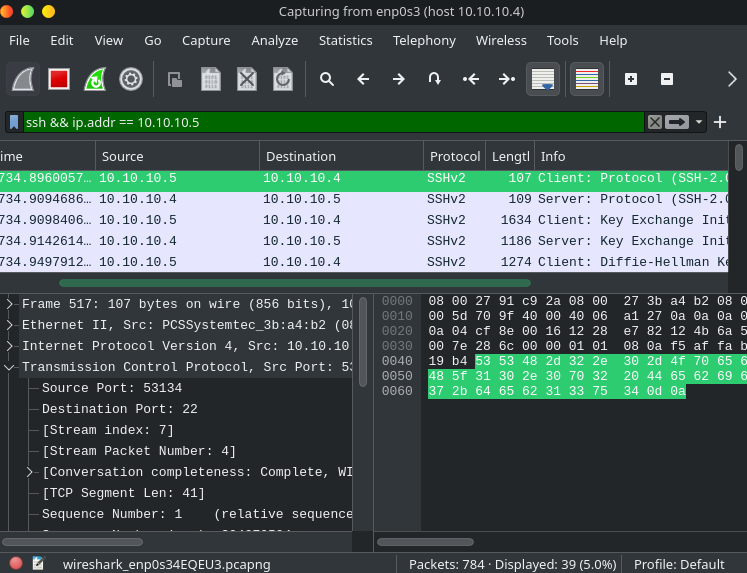 Capturing from enp0s3 (host 10.10.10.4)
File Edit View Go Capture Analyze Statistics Telephony Wireless Tools Help
ssh && ip.addr == 10.10.10.5
ime Source Destination Protocol Lengtl Info
734.8960057… 10.10.10.5 10.10.10.4 SSHv2 107 Client: Protocol (SSH-2.0
734.9094686… 10.10.10.4 10.10.10.5 SSHv2 109 Server: Protocol (SSH-2.0
734.9098406… 10.10.10.5 10.10.10.4 SSHv2 1634 Client: Key Exchange Init
734.9142614… 10.10.10.4 10.10.10.5 SSHv2 1186 Server: Key Exchange Init
734.9497912… 10.10.10.5 10.10.10.4 SSHv2 1274 Client: Diffie-Hellman Ke
Frame 517: 107 bytes on wire (856 bits), 10
Ethernet II, Src: PCSSystemtec_3b:a4:b2 (08
Internet Protocol Version 4, Src: 10.10.10
Transmission Control Protocol, Src Port: 53
Source Port: 53134
Destination Port: 22
[Stream index: 7]
[Stream Packet Number: 4]
[Conversation completeness: Complete, WI
[TCP Segment Len: 41]
Sequence Number: 1 (relative sequence
0000 08 00 27 91 c9 2a 08 00 27 3b a4 b2 08 0
0010 00 5d 70 9f 40 00 40 06 a1 27 0a 0a 0a 0
0020 0a 04 cf 8e 00 16 12 28 e7 82 12 4b 6a 5
0030 00 7e 28 6c 00 00 01 01 08 0a f5 af fa b
0040 19 b4 53 53 48 2d 32 2e 30 2d 4f 70 65 6
0050 48 5f 31 30 2e 30 70 32 20 44 65 62 69 6
0060 37 2b 64 65 62 31 33 75 34 0d 0a
wireshark_enp0s34EQEU3.pcapng Packets: 784 · Displayed: 39 (5.0%) Profile: Default